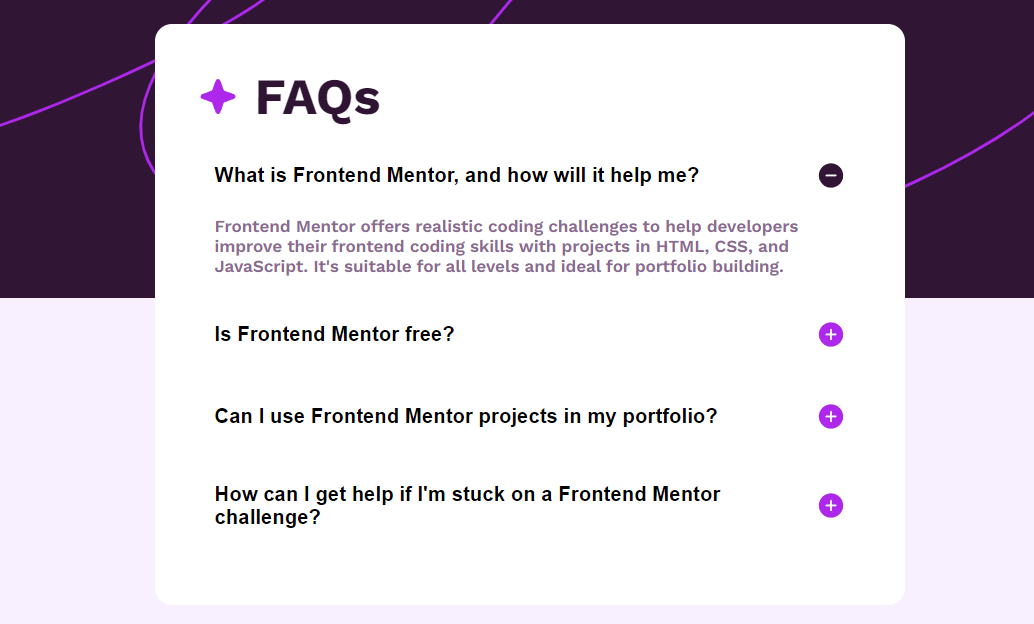 FAQs
What is Frontend Mentor, and how will it help me?
Frontend Mentor offers realistic coding challenges to help developers
improve their frontend coding skills with projects in HTML, CSS, and
JavaScript. It's suitable for all levels and ideal for portfolio building.
Is Frontend Mentor free?
Can I use Frontend Mentor projects in my portfolio?
How can I get help if I'm stuck on a Frontend Mentor
challenge?